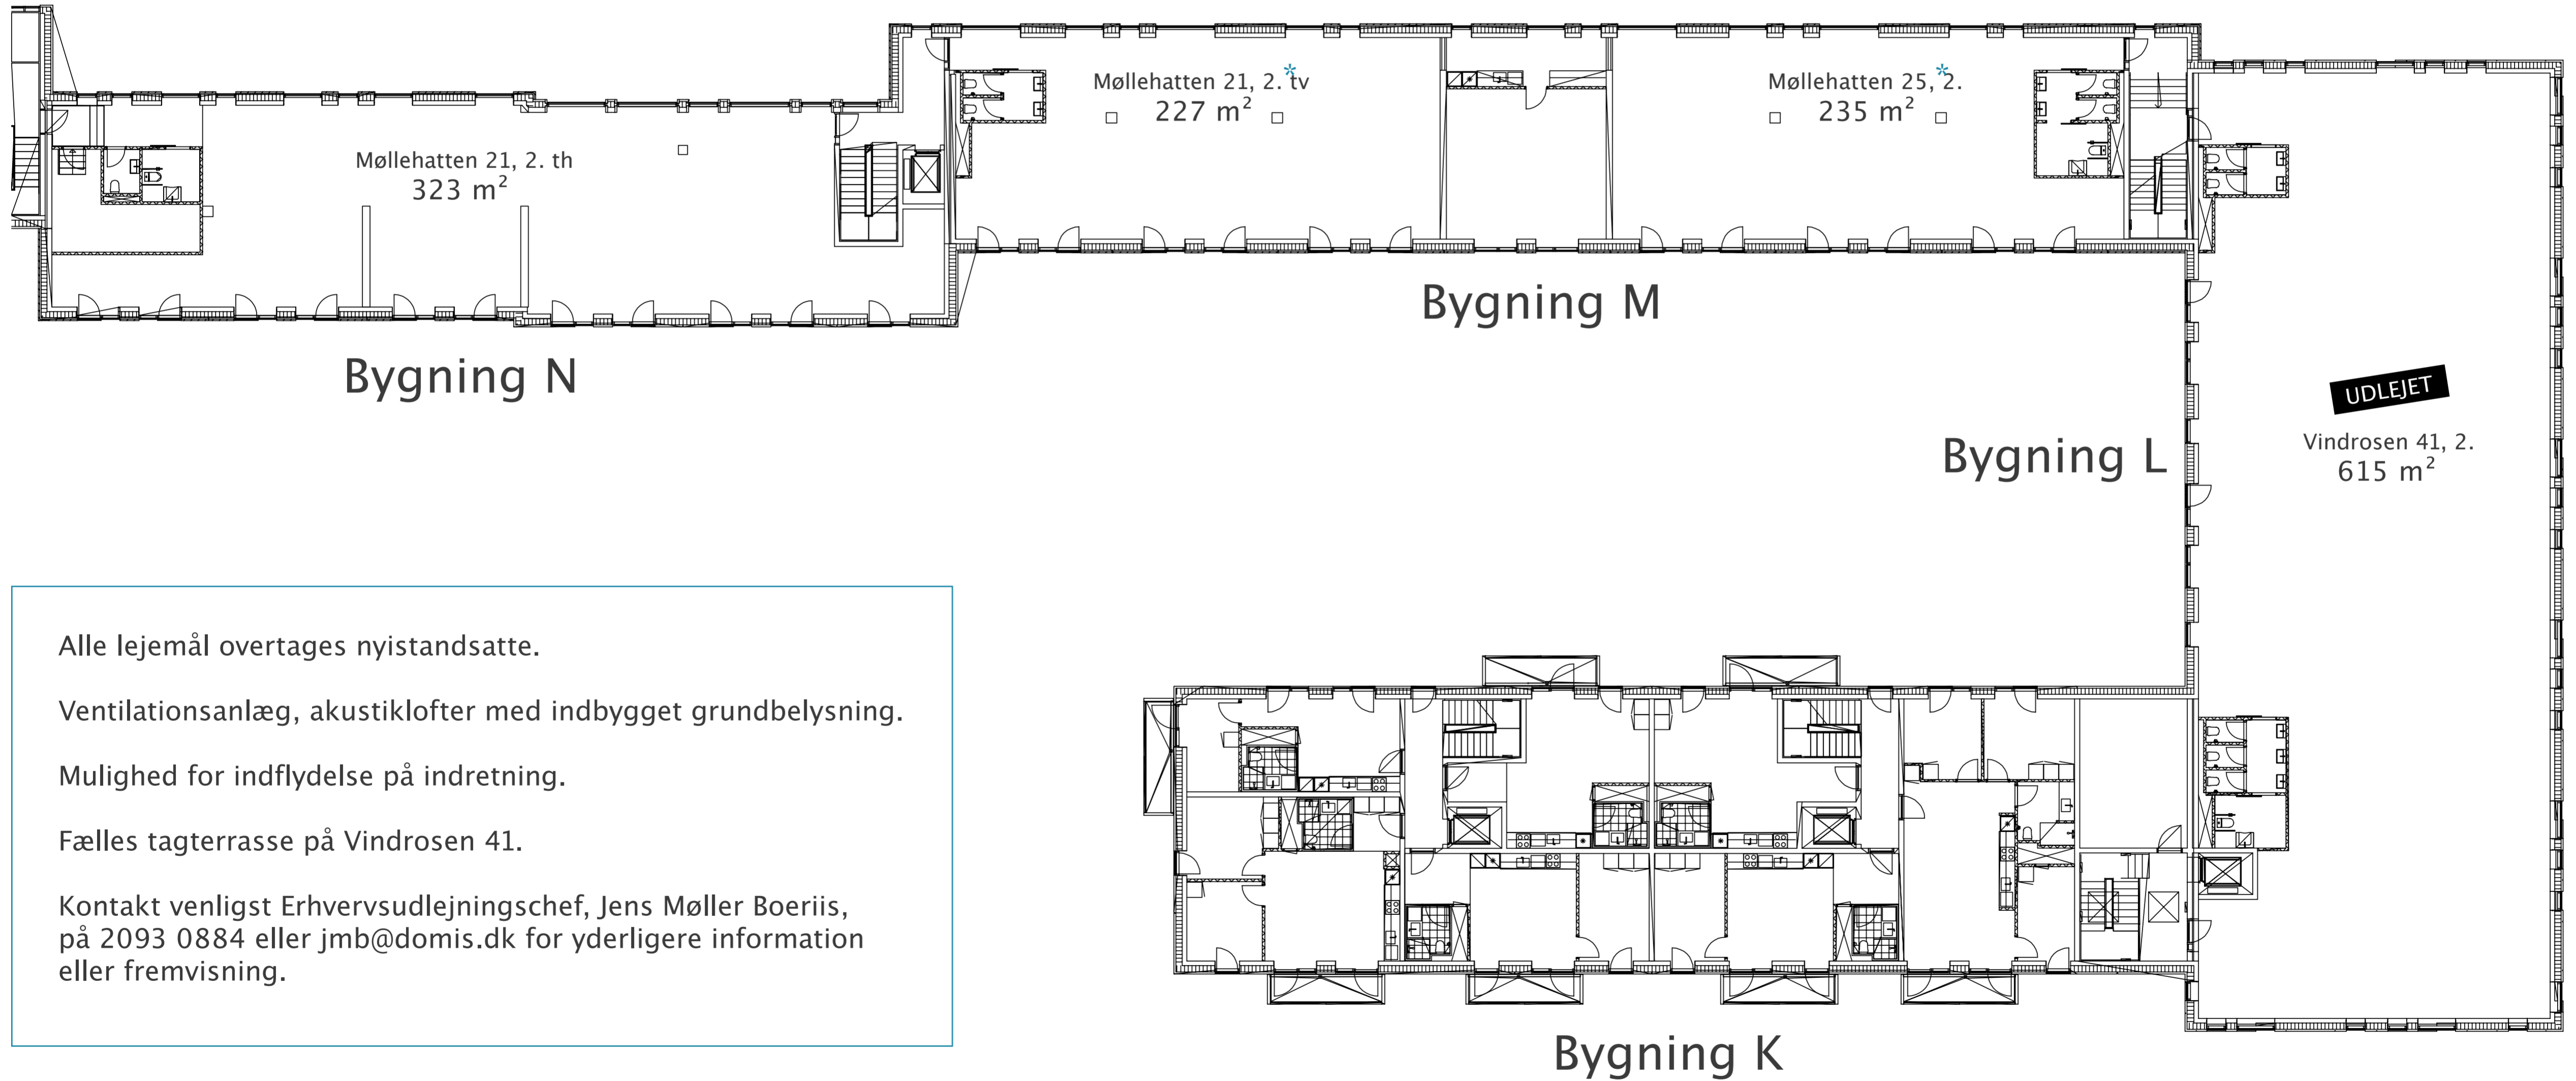 Møllehatten 21, 2. tv*
227 m²
Møllehatten 25, 2.*
235 m²
Møllehatten 21, 2. th
323 m²
Bygning M
Bygning N
UDLEJET
Vindrosen 41, 2.
615 m²
Bygning L
Alle lejemål overtages nyistandsatte.
Ventilationsanlæg, akustiklofter med indbygget grundbelysning.
Mulighed for indflydelse på indretning.
Fælles tagterrasse på Vindrosen 41.
Kontakt venligst Erhvervsudlejningschef, Jens Møller Boeriis,
på 2093 0884 eller jmb@domis.dk for yderligere information
eller fremvisning.
Bygning K